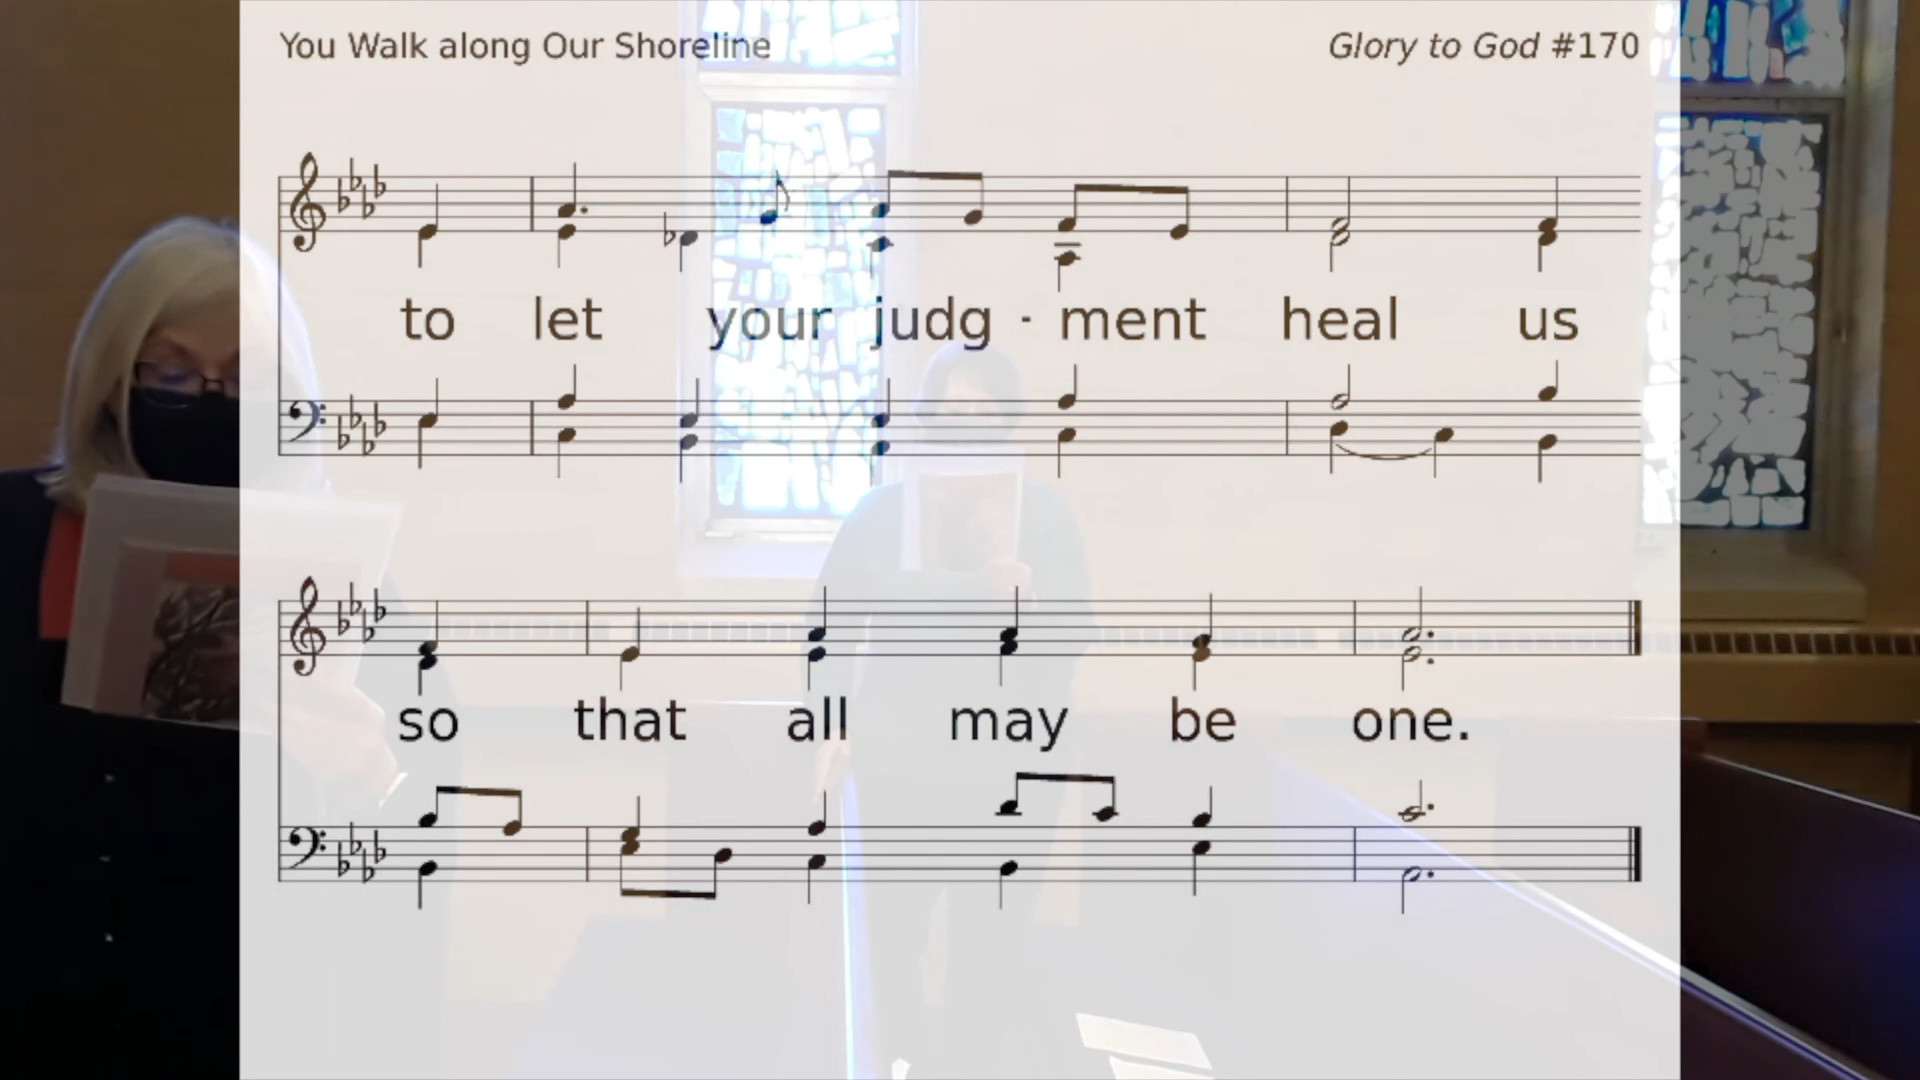 You Walk along Our Shoreline
Glory to God #170
to let your judg - ment heal us
so that all may be one.